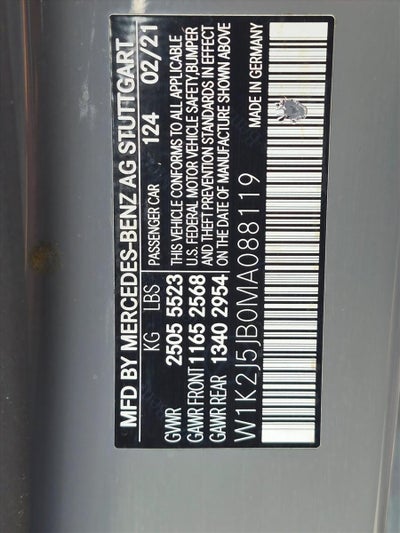 MFD BY MERCEDES-BENZ AG STUTTGART
KG LBS PASSENGER CAR 124 02/21
GVWR 2505 5523 THIS VEHICLE CONFORMS TO ALL APPLICABLE
GAWR FRONT 1165 2568 U.S. FEDERAL MOTOR VEHICLE SAFETY, BUMPER
GAWR REAR 1340 2954 AND THEFT PREVENTION STANDARDS IN EFFECT
ON THE DATE OF MANUFACTURE SHOWN ABOVE
W1K2J5JB0MA088119 MADE IN GERMANY